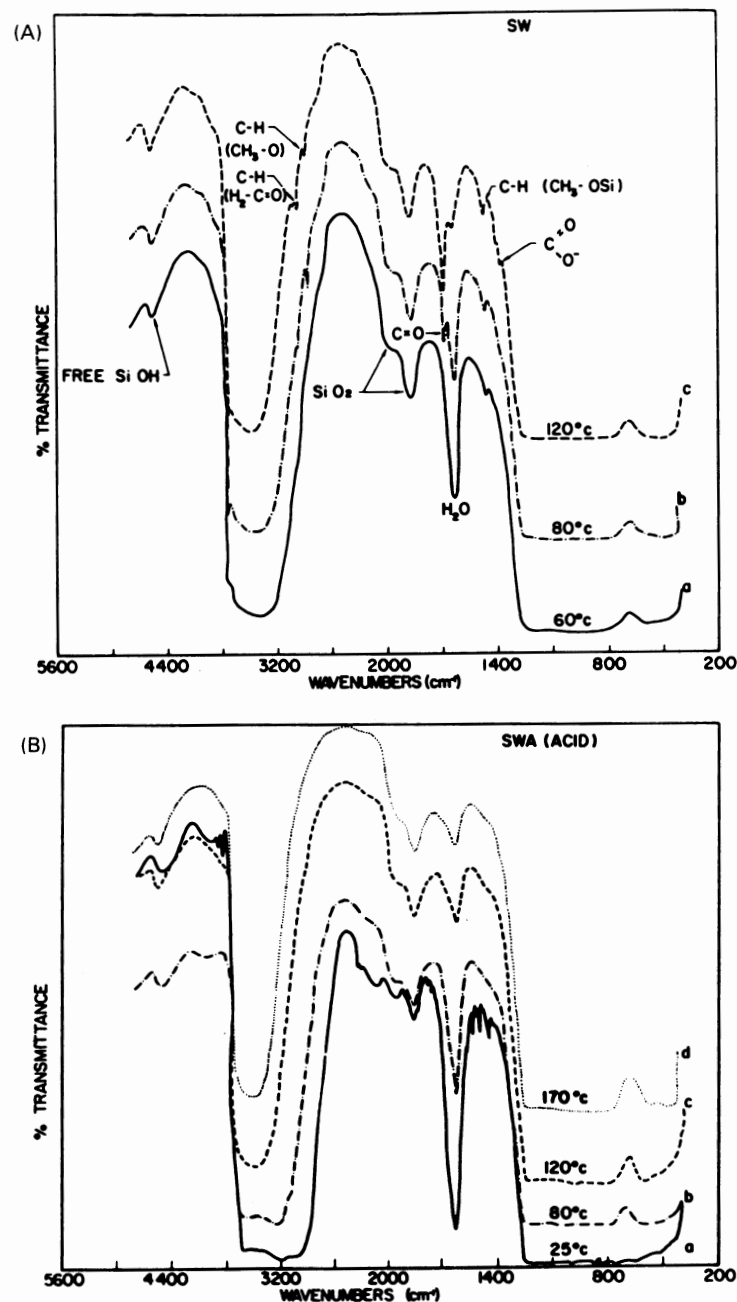 (A)
SW
C-H
(CH3-O)
C-H
(H2-C=O)
C-H (CH3-OSi)
C=O
O-
% TRANSMITTANCE
FREE Si OH
C=O
Si O2
H2O
c
120°c
b
80°c
a
60°c
5600 4400 3200 2000 1400 800 200
WAVENUMBERS (cm-1)
(B)
SWA (ACID)
% TRANSMITTANCE
d
170°c
c
120°c
b
80°c
25°c
a
5600 4400 3200 2000 1400 800 200
WAVENUMBERS (cm-1)